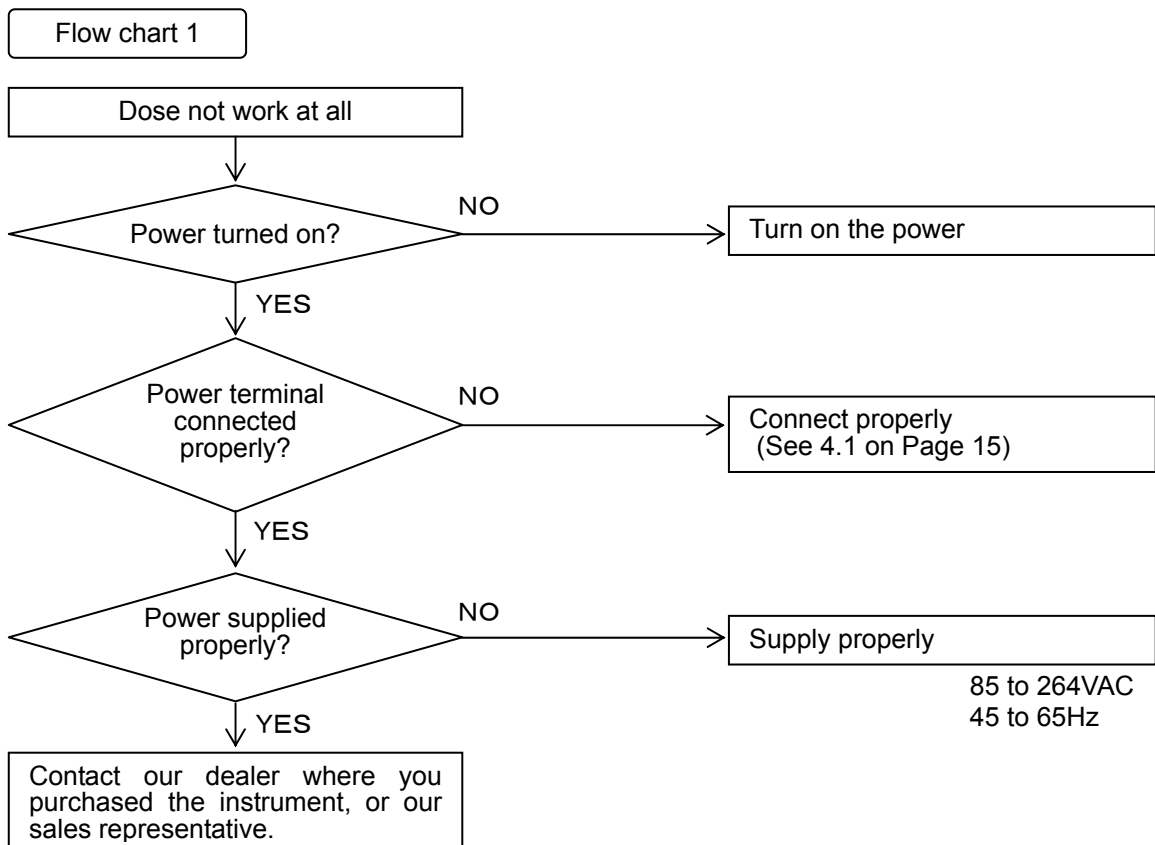 Flow chart 1
Dose not work at all
Power turned on?
NO
Turn on the power
YES
Power terminal
connected
properly?
NO
Connect properly
(See 4.1 on Page 15)
YES
Power supplied
properly?
NO
Supply properly
85 to 264VAC
45 to 65Hz
YES
Contact our dealer where you
purchased the instrument, or our
sales representative.